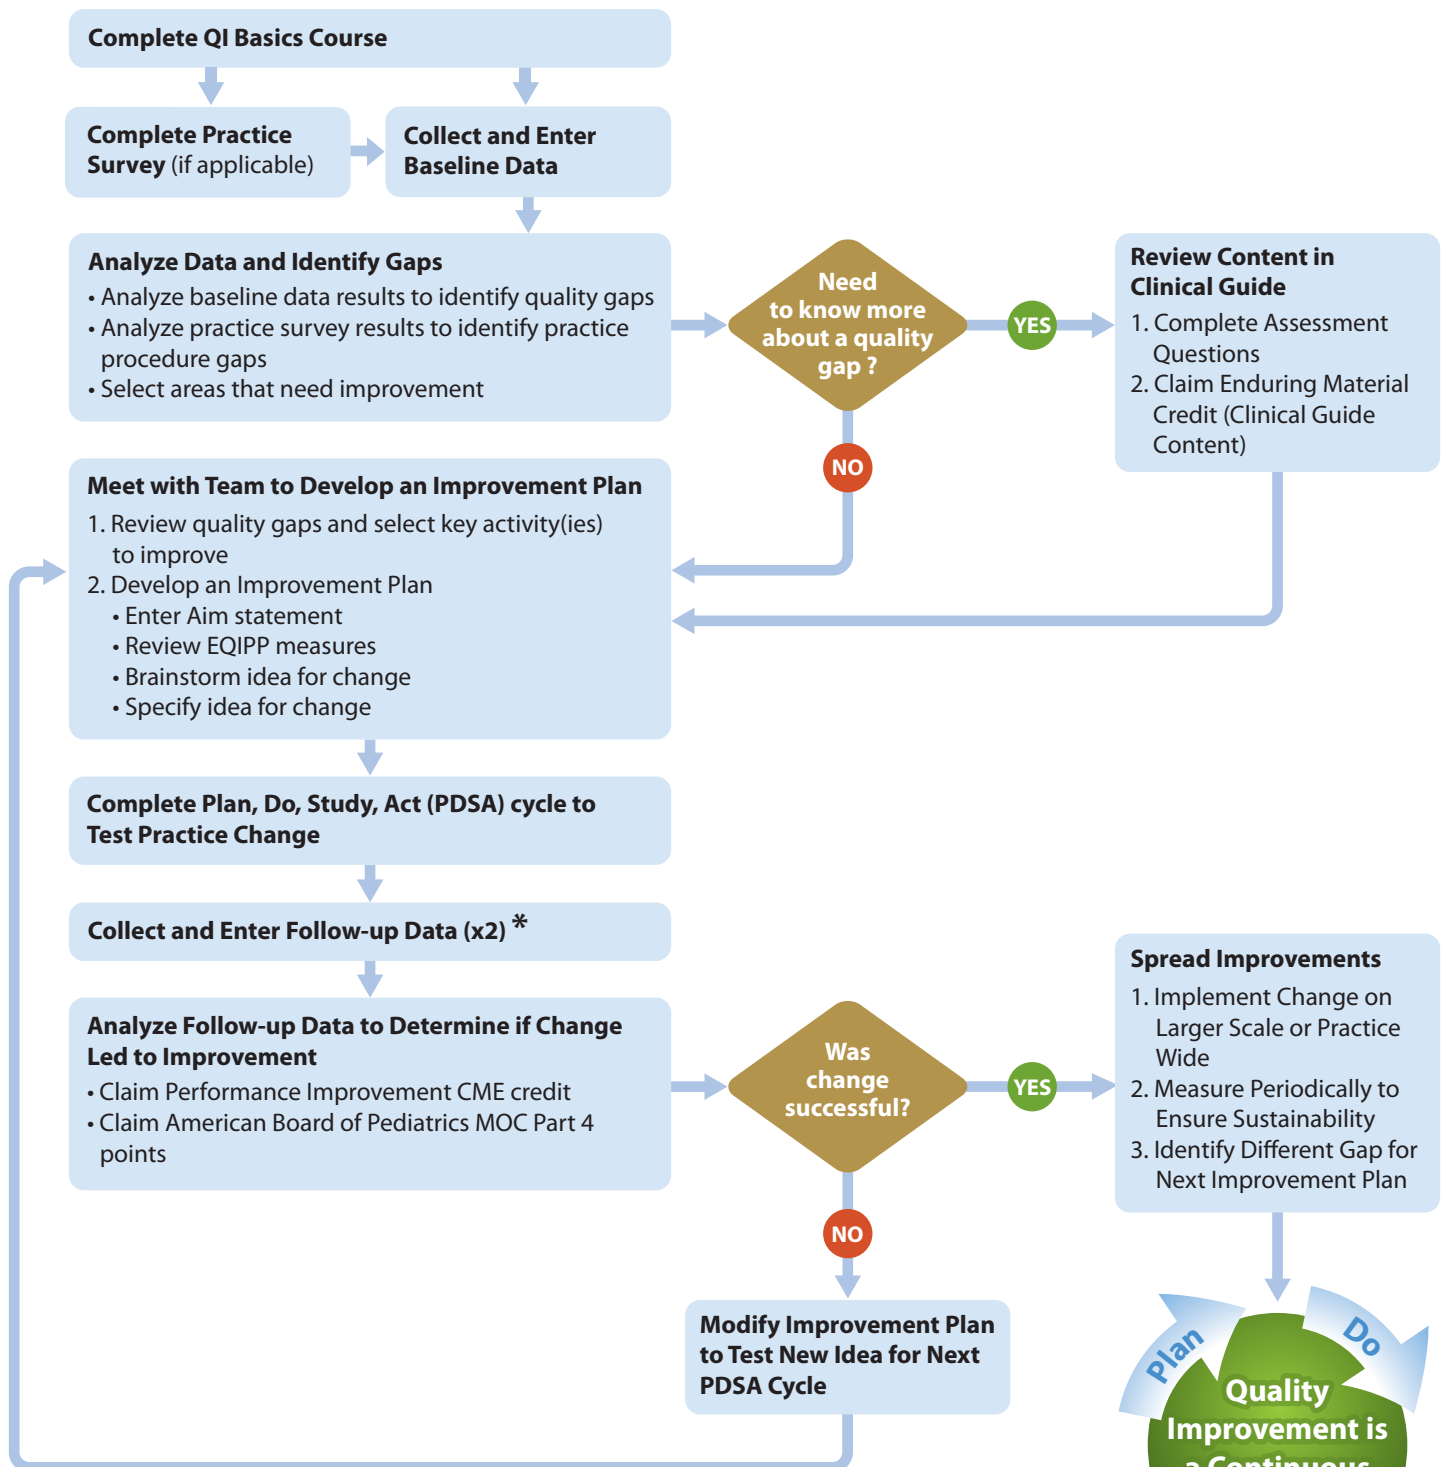 Complete QI Basics Course
Complete Practice
Survey (if applicable)
Collect and Enter
Baseline Data
Analyze Data and Identify Gaps
• Analyze baseline data results to identify quality gaps
• Analyze practice survey results to identify practice
procedure gaps
• Select areas that need improvement
Need
to know more
about a quality
gap ?
YES
NO
Review Content in
Clinical Guide
1. Complete Assessment
Questions
2. Claim Enduring Material
Credit (Clinical Guide
Content)
Meet with Team to Develop an Improvement Plan
1. Review quality gaps and select key activity(ies)
to improve
2. Develop an Improvement Plan
• Enter Aim statement
• Review EQIPP measures
• Brainstorm idea for change
• Specify idea for change
Complete Plan, Do, Study, Act (PDSA) cycle to
Test Practice Change
Collect and Enter Follow-up Data (x2) *
Analyze Follow-up Data to Determine if Change
Led to Improvement
• Claim Performance Improvement CME credit
• Claim American Board of Pediatrics MOC Part 4
points
Was
change
successful?
YES
NO
Spread Improvements
1. Implement Change on
Larger Scale or Practice
Wide
2. Measure Periodically to
Ensure Sustainability
3. Identify Different Gap for
Next Improvement Plan
Modify Improvement Plan
to Test New Idea for Next
PDSA Cycle
Plan
Do
Quality
Improvement is
a Continuous